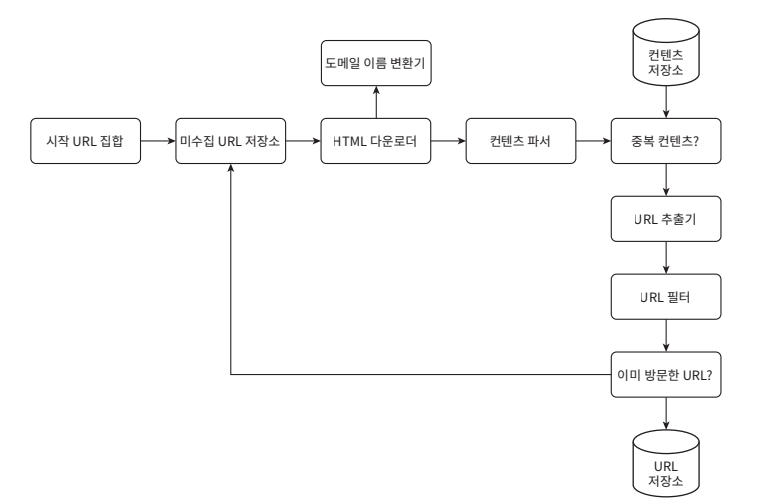 컨텐츠
저장소
도메일 이름 변환기
시작 URL 집합
미수집 URL 저장소
HTML 다운로더
컨텐츠 파서
중복 컨텐츠?
URL 추출기
URL 필터
이미 방문한 URL?
URL
저장소